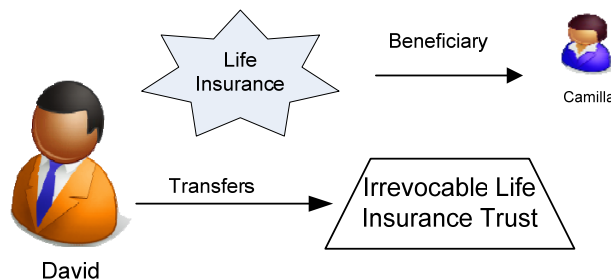 Life
Insurance
Beneficiary
Camilla
Transfers
Irrevocable Life
Insurance Trust
David